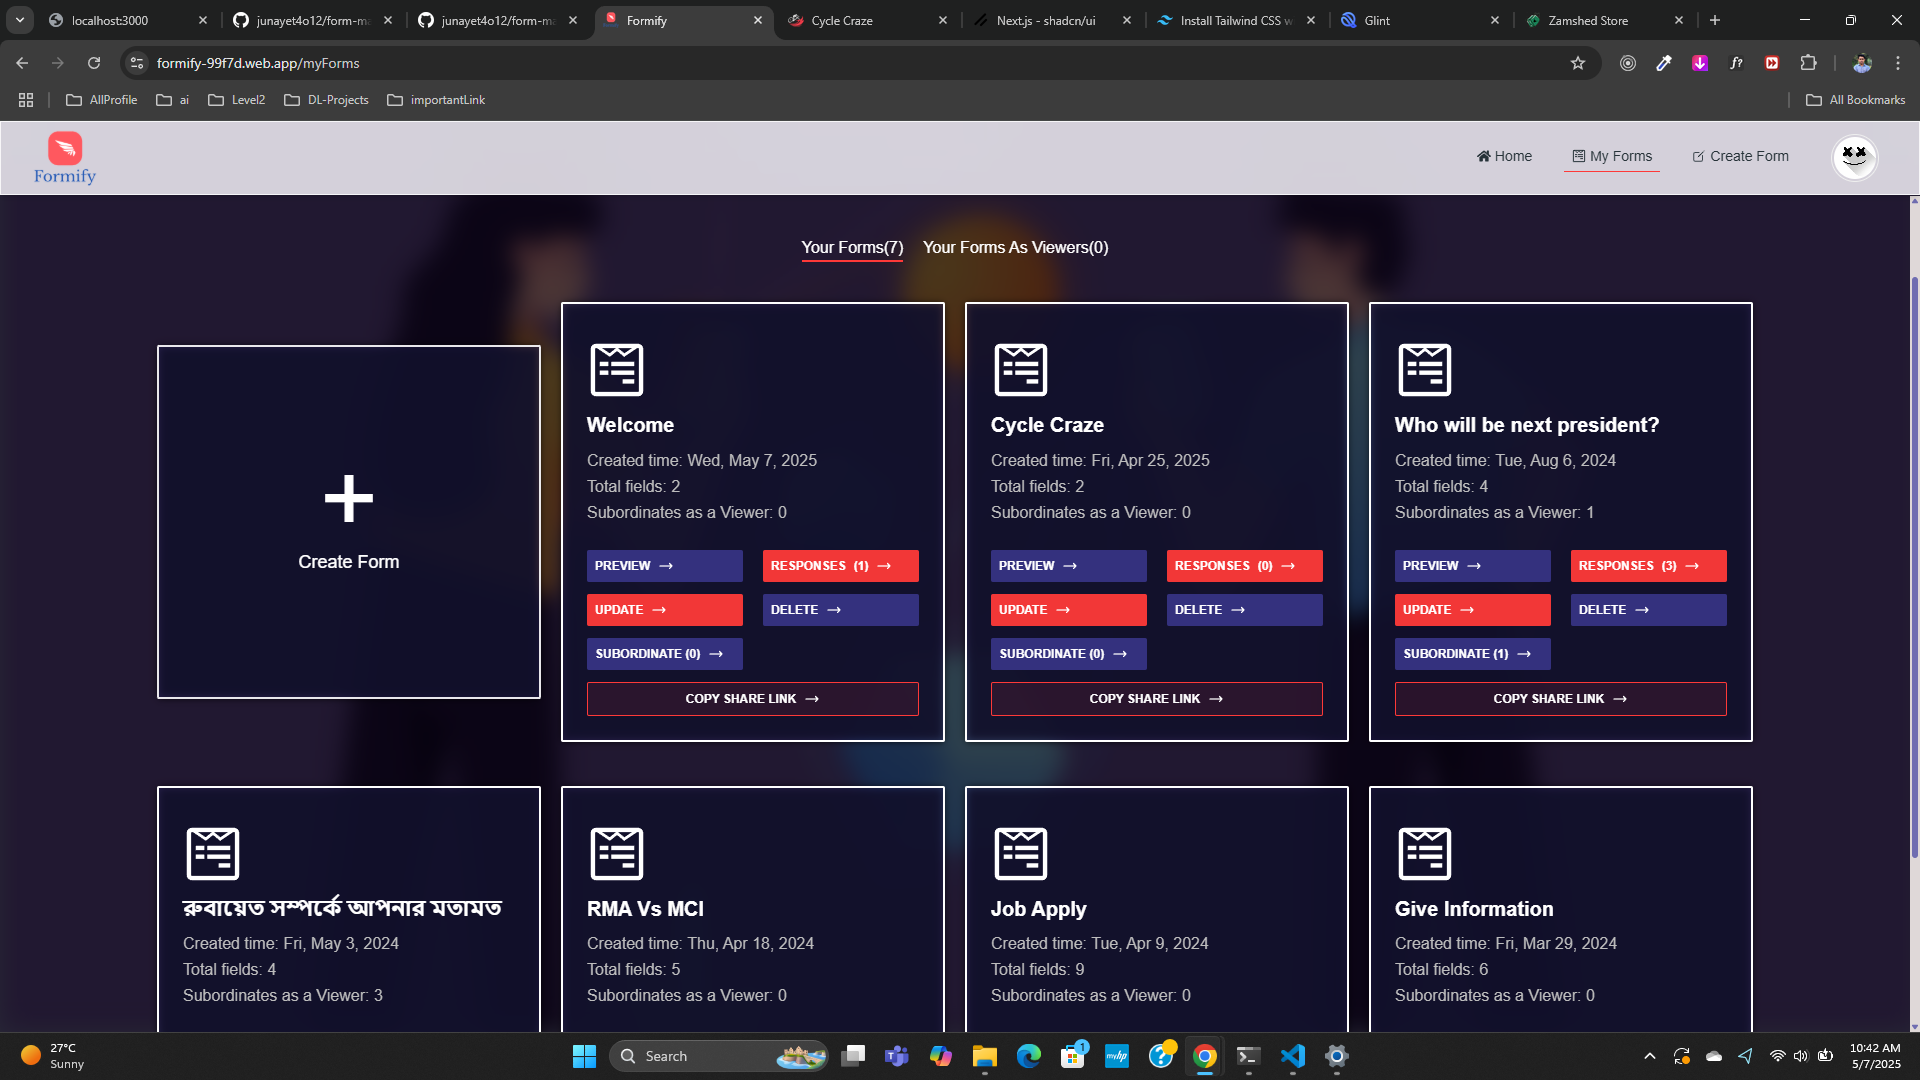 localhost:3000
junayet4o12/form-ma
junayet4o12/form-ma
Formify
Cycle Craze
Next.js - shadcn/ui
Install Tailwind CSS w
Glint
Zamshed Store
formify-99f7d.web.app/myForms
f?
AllProfile
ai
Level2
DL-Projects
importantLink
All Bookmarks
Formify
Home
My Forms
Create Form
Your Forms(7)
Your Forms As Viewers(0)
Create Form
Welcome
Created time: Wed, May 7, 2025
Total fields: 2
Subordinates as a Viewer: 0
PREVIEW →
RESPONSES (1) →
UPDATE →
DELETE →
SUBORDINATE (0) →
COPY SHARE LINK →
Cycle Craze
Created time: Fri, Apr 25, 2025
Total fields: 2
Subordinates as a Viewer: 0
PREVIEW →
RESPONSES (0) →
UPDATE →
DELETE →
SUBORDINATE (0) →
COPY SHARE LINK →
Who will be next president?
Created time: Tue, Aug 6, 2024
Total fields: 4
Subordinates as a Viewer: 1
PREVIEW →
RESPONSES (3) →
UPDATE →
DELETE →
SUBORDINATE (1) →
COPY SHARE LINK →
রুবায়েত সম্পর্কে আপনার মতামত
Created time: Fri, May 3, 2024
Total fields: 4
Subordinates as a Viewer: 3
RMA Vs MCI
Created time: Thu, Apr 18, 2024
Total fields: 5
Subordinates as a Viewer: 0
Job Apply
Created time: Tue, Apr 9, 2024
Total fields: 9
Subordinates as a Viewer: 0
Give Information
Created time: Fri, Mar 29, 2024
Total fields: 6
Subordinates as a Viewer: 0
27°C
Sunny
Search
1
myhp
10:42 AM
5/7/2025